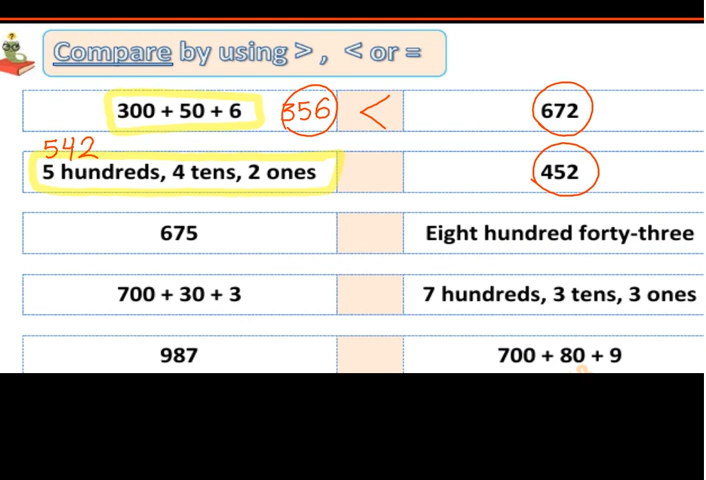 Compare by using > , < or =
300 + 50 + 6 356 < 672
542
5 hundreds, 4 tens, 2 ones 452
675 Eight hundred forty-three
700 + 30 + 3 7 hundreds, 3 tens, 3 ones
987 700 + 80 + 9